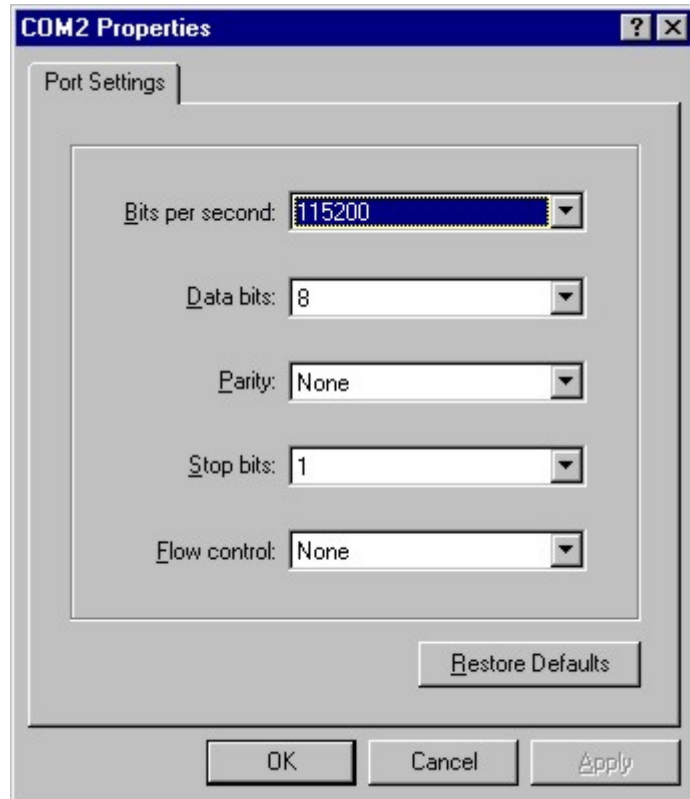 COM2 Properties ? ×
Port Settings
Bits per second: 115200
Data bits: 8
Parity: None
Stop bits: 1
Flow control: None
Restore Defaults
OK Cancel Apply